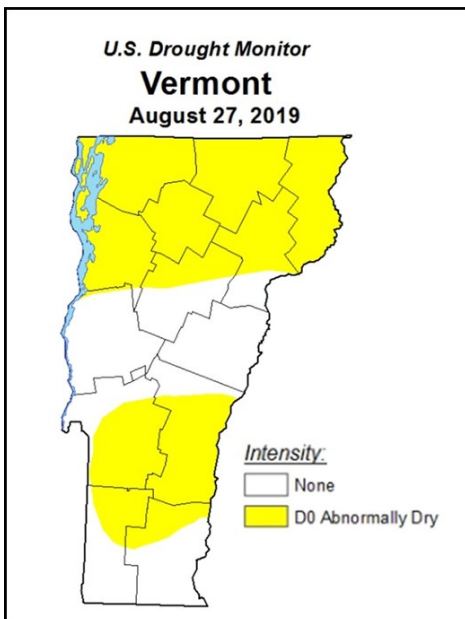 U.S. Drought Monitor
Vermont
August 27, 2019
Intensity:
None
D0 Abnormally Dry